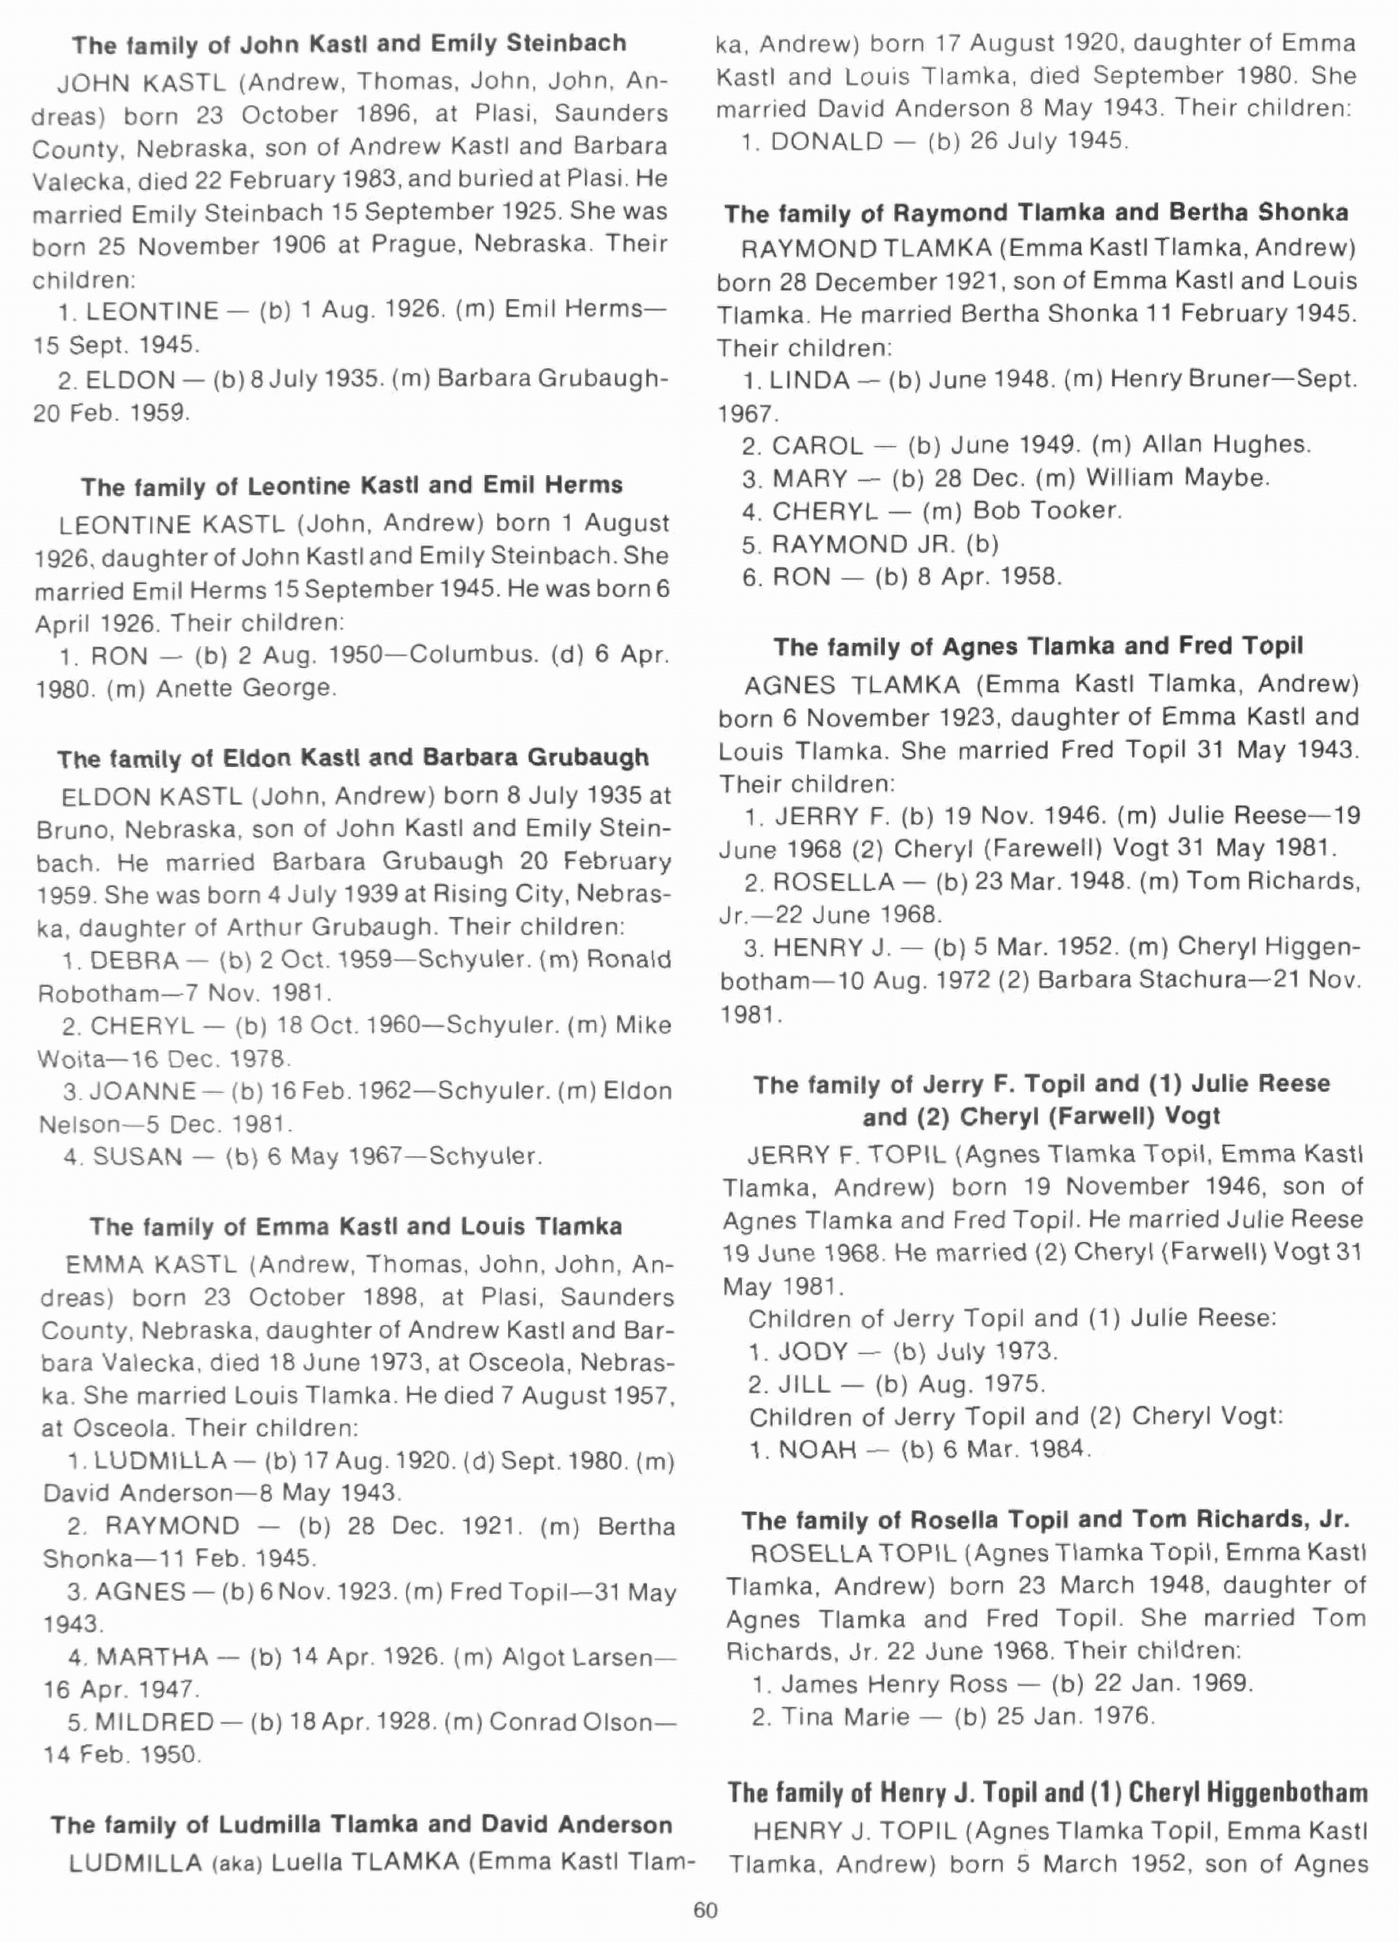 The family of John Kastl and Emily Steinbach
JOHN KASTL (Andrew, Thomas, John, John, An-
dreas) born 23 October 1896, at Plasi, Saunders
County, Nebraska, son of Andrew Kastl and Barbara
Valecka, died 22 February 1983, and buried at Plasi. He
married Emily Steinbach 15 September 1925. She was
born 25 November 1906 at Prague, Nebraska. Their
children:
1. LEONTINE — (b) 1 Aug. 1926. (m) Emil Herms—
15 Sept. 1945.
2. ELDON — (b) 8 July 1935. (m) Barbara Grubaugh-
20 Feb. 1959.
The family of Leontine Kastl and Emil Herms
LEONTINE KASTL (John, Andrew) born 1 August
1926, daughter of John Kastl and Emily Steinbach. She
married Emil Herms 15 September 1945. He was born 6
April 1926. Their children:
1. RON — (b) 2 Aug. 1950—Columbus. (d) 6 Apr.
1980. (m) Anette George.
The family of Eldon Kastl and Barbara Grubaugh
ELDON KASTL (John, Andrew) born 8 July 1935 at
Bruno, Nebraska, son of John Kastl and Emily Stein-
bach. He married Barbara Grubaugh 20 February
1959. She was born 4 July 1939 at Rising City, Nebras-
ka, daughter of Arthur Grubaugh. Their children:
1. DEBRA — (b) 2 Oct. 1959—Schyuler. (m) Ronald
Robotham—7 Nov. 1981.
2. CHERYL — (b) 18 Oct. 1960—Schyuler. (m) Mike
Woita—16 Dec. 1978.
3. JOANNE — (b) 16 Feb. 1962—Schyuler. (m) Eldon
Nelson—5 Dec. 1981.
4. SUSAN — (b) 6 May 1967—Schyuler.
The family of Emma Kastl and Louis Tlamka
EMMA KASTL (Andrew, Thomas, John, John, An-
dreas) born 23 October 1898, at Plasi, Saunders
County, Nebraska, daughter of Andrew Kastl and Bar-
bara Valecka, died 18 June 1973, at Osceola, Nebras-
ka. She married Louis Tlamka. He died 7 August 1957,
at Osceola. Their children:
1. LUDMILLA — (b) 17 Aug. 1920. (d) Sept. 1980. (m)
David Anderson—8 May 1943.
2. RAYMOND — (b) 28 Dec. 1921. (m) Bertha
Shonka—11 Feb. 1945.
3. AGNES — (b) 6 Nov. 1923. (m) Fred Topil—31 May
1943.
4. MARTHA — (b) 14 Apr. 1926. (m) Algot Larsen—
16 Apr. 1947.
5. MILDRED — (b) 18 Apr. 1928. (m) Conrad Olson—
14 Feb. 1950.
The family of Ludmilla Tlamka and David Anderson
LUDMILLA (aka) Luella TLAMKA (Emma Kastl Tlam-
ka, Andrew) born 17 August 1920, daughter of Emma
Kastl and Louis Tlamka, died September 1980. She
married David Anderson 8 May 1943. Their children:
1. DONALD — (b) 26 July 1945.
The family of Raymond Tlamka and Bertha Shonka
RAYMOND TLAMKA (Emma Kastl Tlamka, Andrew)
born 28 December 1921, son of Emma Kastl and Louis
Tlamka. He married Bertha Shonka 11 February 1945.
Their children:
1. LINDA — (b) June 1948. (m) Henry Bruner—Sept.
1967.
2. CAROL — (b) June 1949. (m) Allan Hughes.
3. MARY — (b) 28 Dec. (m) William Maybe.
4. CHERYL — (m) Bob Tooker.
5. RAYMOND JR. (b)
6. RON — (b) 8 Apr. 1958.
The family of Agnes Tlamka and Fred Topil
AGNES TLAMKA (Emma Kastl Tlamka, Andrew)
born 6 November 1923, daughter of Emma Kastl and
Louis Tlamka. She married Fred Topil 31 May 1943.
Their children:
1. JERRY F. (b) 19 Nov. 1946. (m) Julie Reese—19
June 1968 (2) Cheryl (Farewell) Vogt 31 May 1981.
2. ROSELLA — (b) 23 Mar. 1948. (m) Tom Richards,
Jr.—22 June 1968.
3. HENRY J. — (b) 5 Mar. 1952. (m) Cheryl Higgen-
botham—10 Aug. 1972 (2) Barbara Stachura—21 Nov.
1981.
The family of Jerry F. Topil and (1) Julie Reese
and (2) Cheryl (Farwell) Vogt
JERRY F. TOPIL (Agnes Tlamka Topil, Emma Kastl
Tlamka, Andrew) born 19 November 1946, son of
Agnes Tlamka and Fred Topil. He married Julie Reese
19 June 1968. He married (2) Cheryl (Farwell) Vogt 31
May 1981.
Children of Jerry Topil and (1) Julie Reese:
1. JODY — (b) July 1973.
2. JILL — (b) Aug. 1975.
Children of Jerry Topil and (2) Cheryl Vogt:
1. NOAH — (b) 6 Mar. 1984.
The family of Rosella Topil and Tom Richards, Jr.
ROSELLA TOPIL (Agnes Tlamka Topil, Emma Kastl
Tlamka, Andrew) born 23 March 1948, daughter of
Agnes Tlamka and Fred Topil. She married Tom
Richards, Jr. 22 June 1968. Their children:
1. James Henry Ross — (b) 22 Jan. 1969.
2. Tina Marie — (b) 25 Jan. 1976.
The family of Henry J. Topil and (1) Cheryl Higgenbotham
HENRY J. TOPIL (Agnes Tlamka Topil, Emma Kastl
Tlamka, Andrew) born 5 March 1952, son of Agnes
60